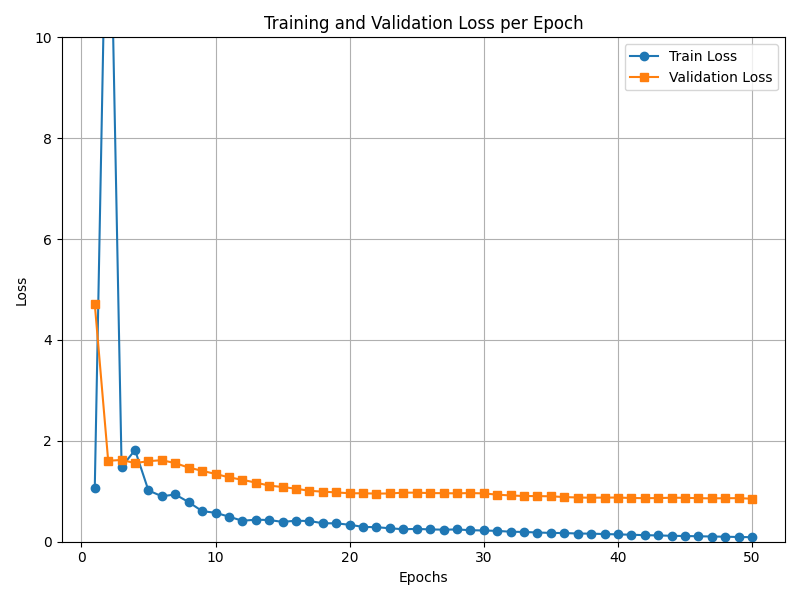 Training and Validation Loss per Epoch
Train Loss
Validation Loss
10
8
6
4
2
0
Loss
0 10 20 30 40 50
Epochs